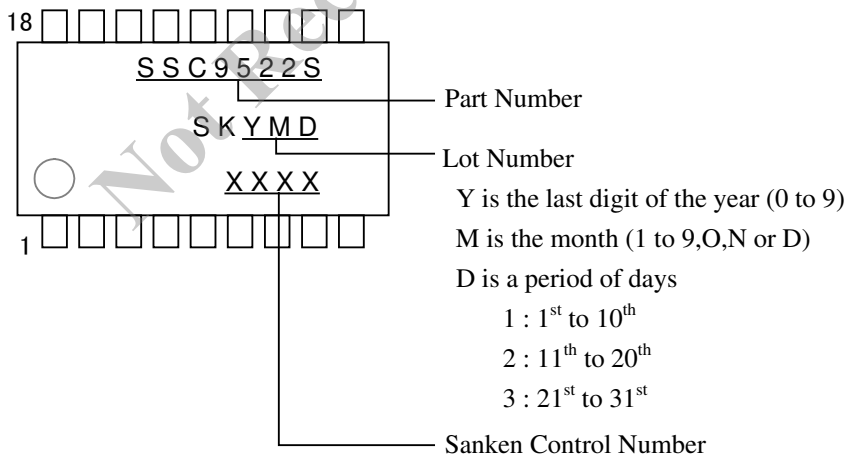 18
SSC9522S
Part Number
SKYMD
Lot Number
XXXX
Y is the last digit of the year (0 to 9)
M is the month (1 to 9,O,N or D)
1
D is a period of days
1 : 1st to 10th
2 : 11th to 20th
3 : 21st to 31st
Sanken Control Number
Not Rec